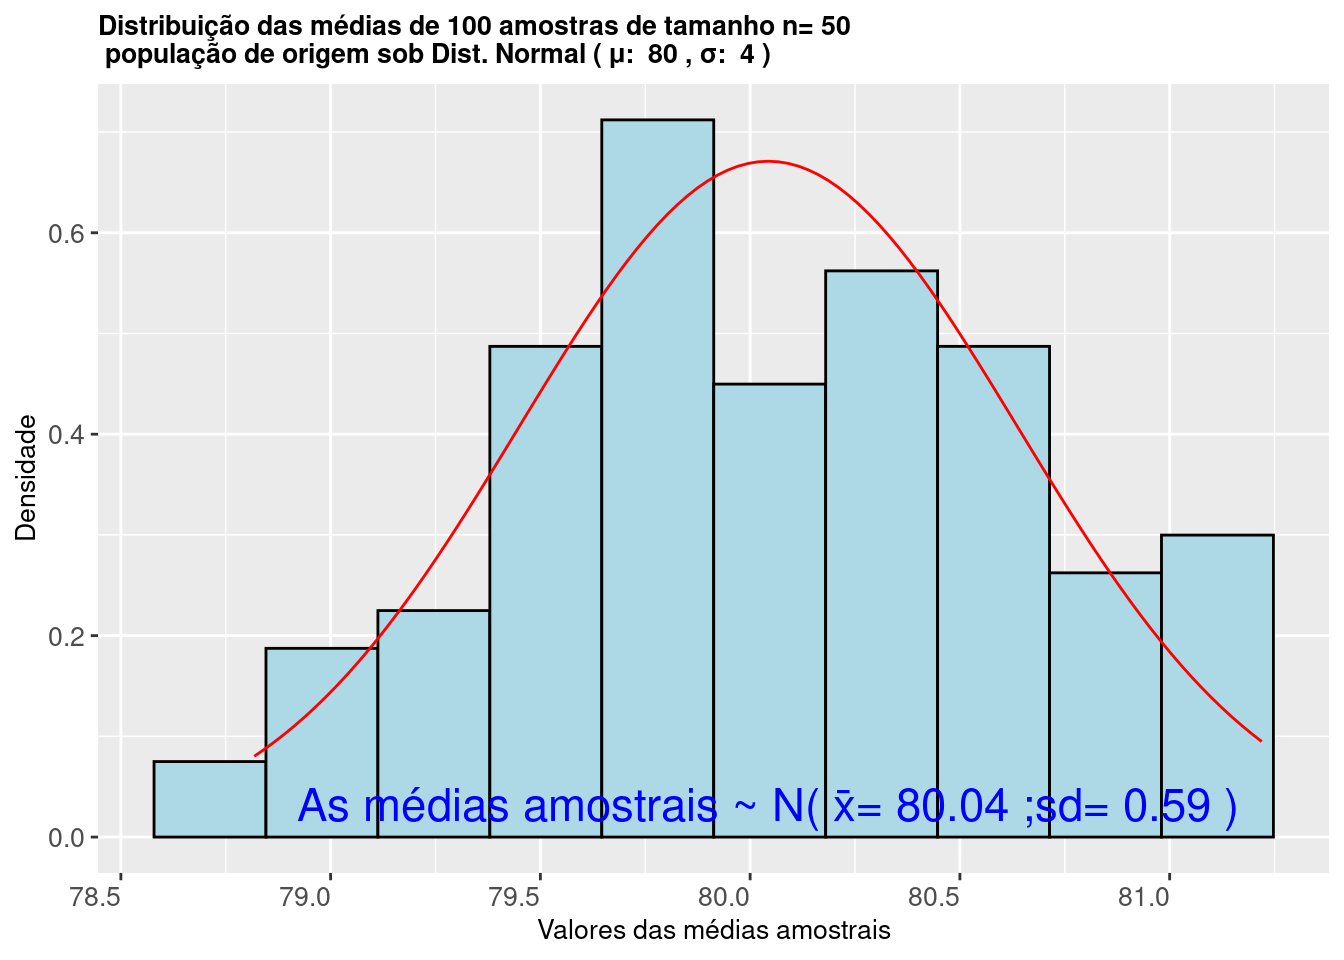 Distribuição das médias de 100 amostras de tamanho n= 50
população de origem sob Dist. Normal ( μ:  80 , σ:  4 )
Densidade
0.6
0.4
0.2
0.0
As médias amostrais ~ N( x̄= 80.04 ;sd= 0.59 )
78.5 79.0 79.5 80.0 80.5 81.0
Valores das médias amostrais